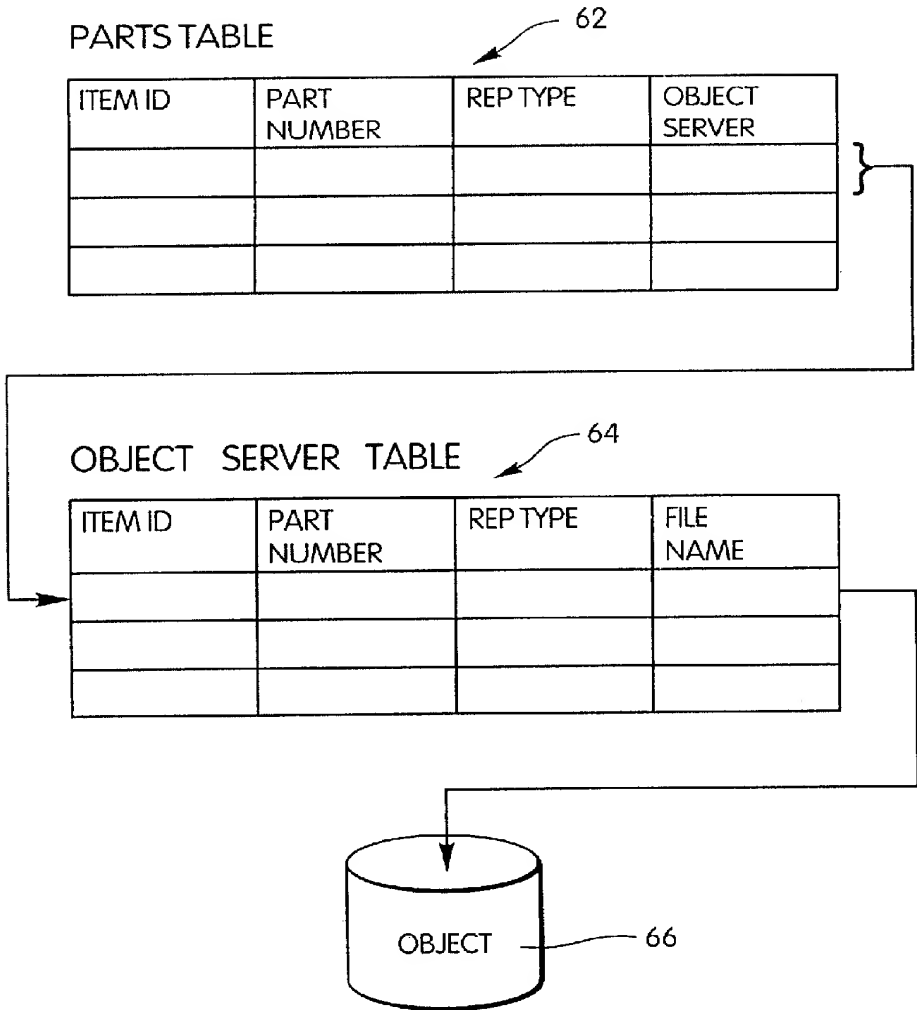 PARTS TABLE
62
ITEM ID
PART
NUMBER
REP TYPE
OBJECT
SERVER
OBJECT SERVER TABLE
64
ITEM ID
PART
NUMBER
REP TYPE
FILE
NAME
OBJECT
66